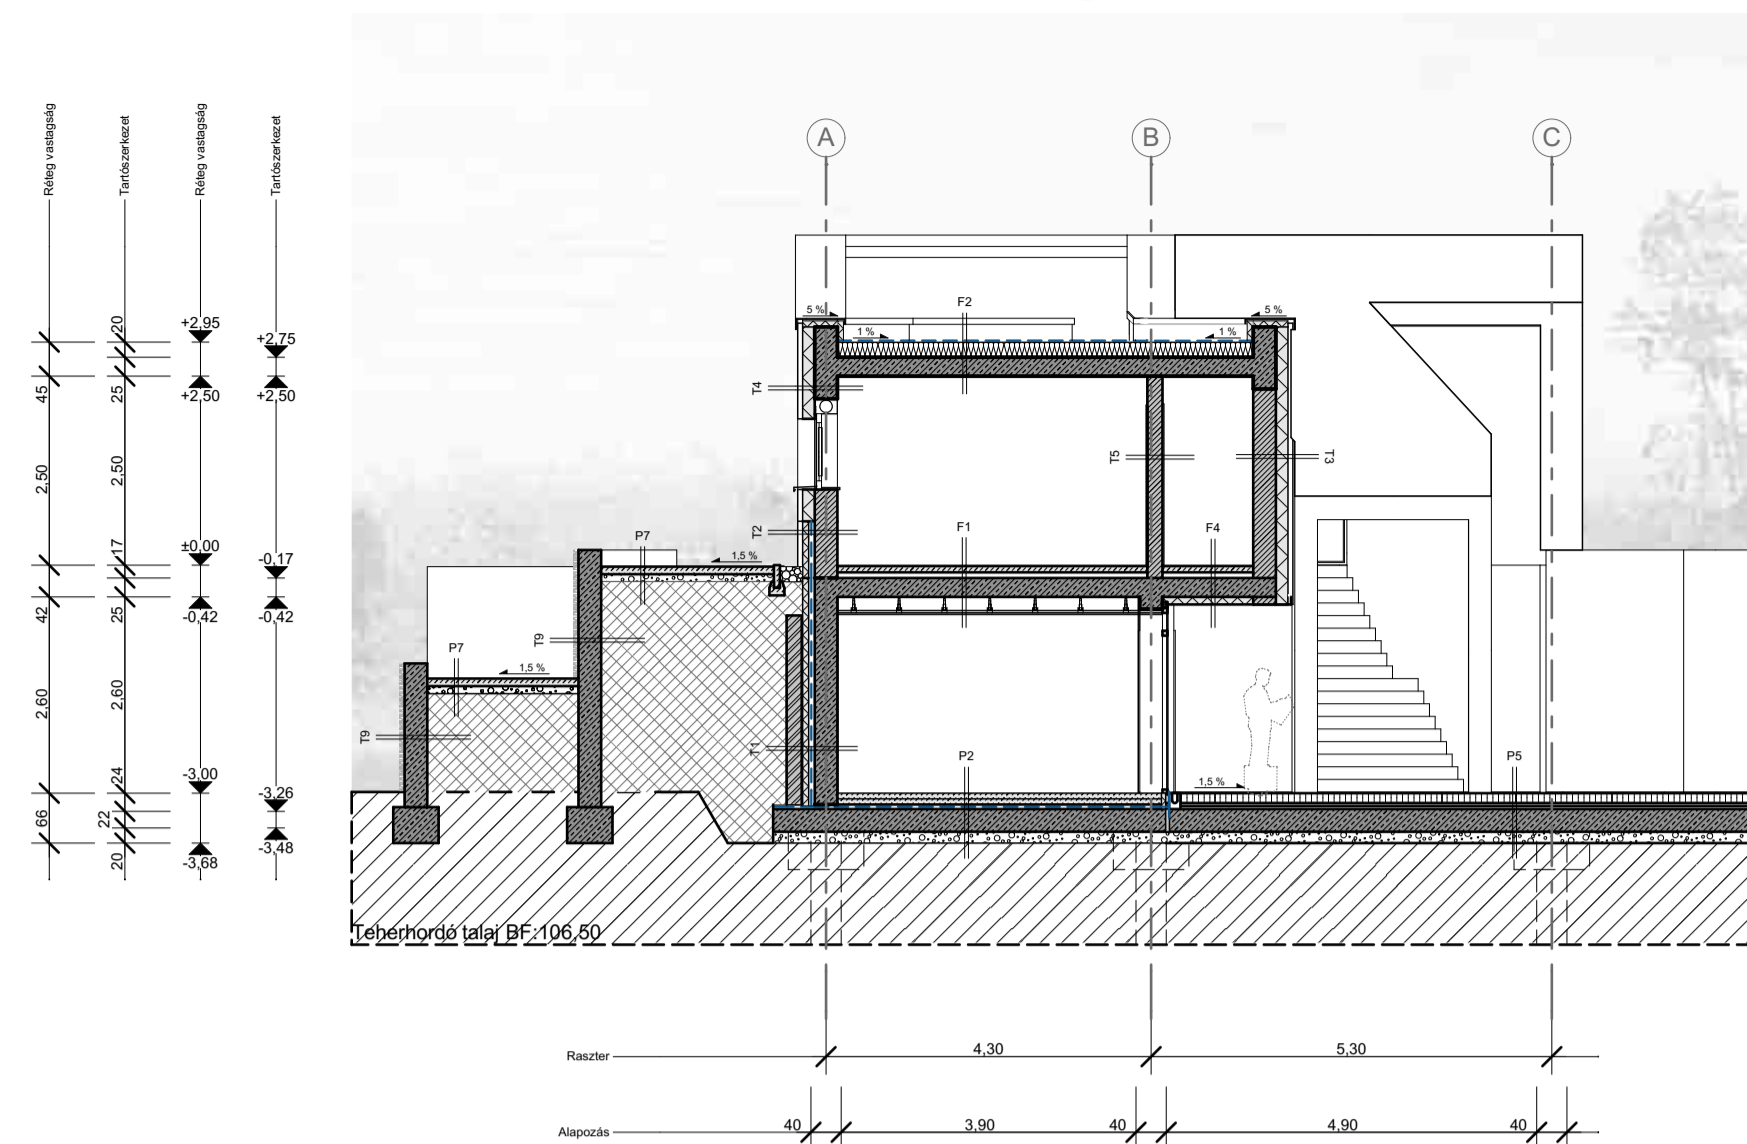 Réteg vastagság
Tartószerkezet
Réteg vastagság
Tartószerkezet
A
B
C
45
2,50
42
2,60
66
20
25
2,50
17
25
2,60
24
22
20
+2,95
+2,50
±0,00
-0,42
-3,00
-3,68
+2,75
+2,50
-0,17
-0,42
-3,26
-3,48
5 %
F2
5 %
1 %
1 %
T4
T5
T3
T2
F1
F4
P7
1,5 %
T9
P7
1,5 %
T9
T1
P2
1,5 %
P5
Teherhordó talaj BF:106,50
Raszter
4,30
5,30
Alapozás
40
3,90
40
4,90
40